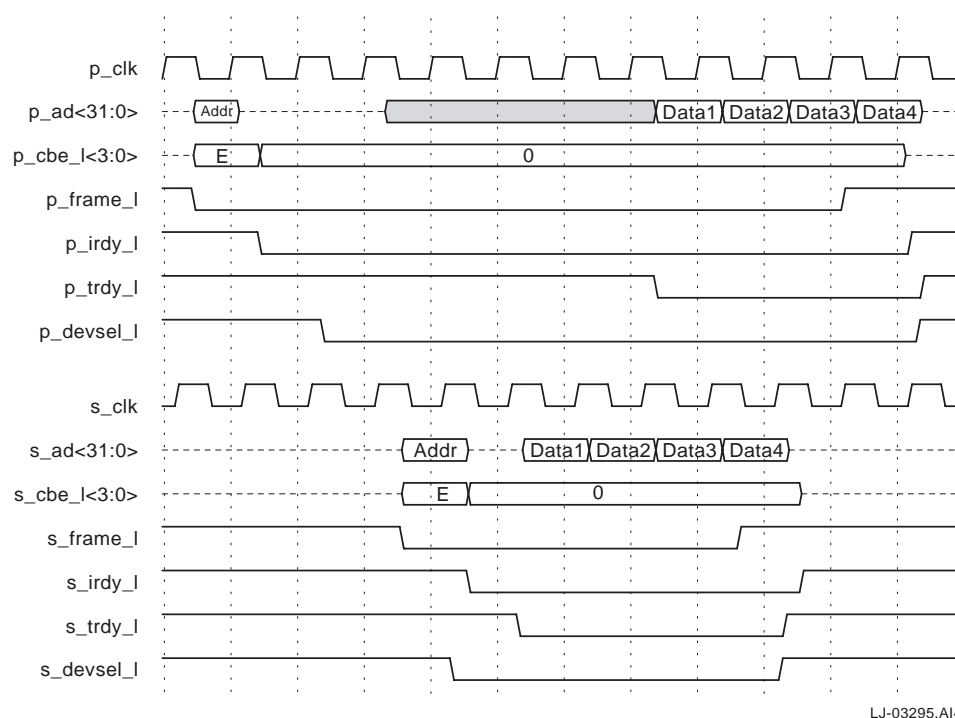 p_clk
p_ad<31:0> Addr Data1 Data2 Data3 Data4
p_cbe_l<3:0> E 0
p_frame_l
p_irdy_l
p_trdy_l
p_devsel_l
s_clk
s_ad<31:0> Addr Data1 Data2 Data3 Data4
s_cbe_l<3:0> E 0
s_frame_l
s_irdy_l
s_trdy_l
s_devsel_l
LJ-03295.AI